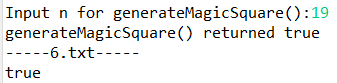 Input n for generateMagicSquare():19
generateMagicSquare() returned true
-----6.txt-----
true